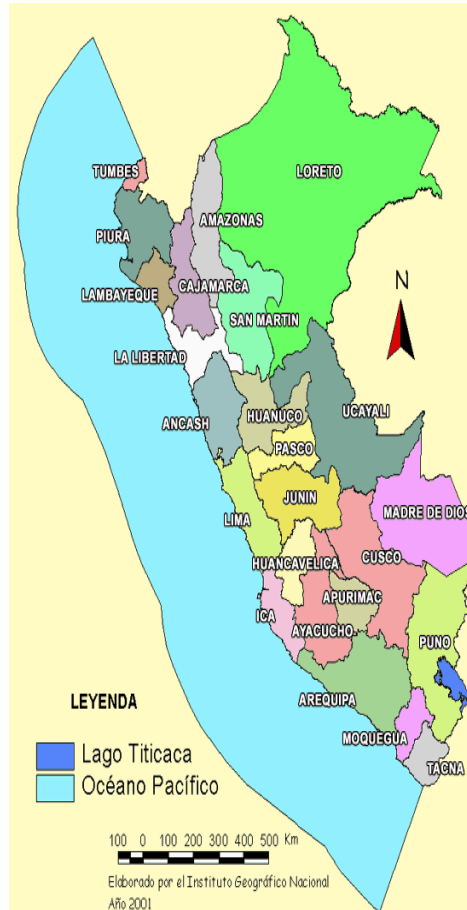 TUMBES
LORETO
AMAZONAS
PIURA
CAJAMARCA
LAMBAYEQUE
SAN MARTIN
N
LA LIBERTAD
ANCASH
HUANUCO
UCAYALI
PASCO
JUNIN
LIMA
MADRE DE DIOS
HUANCAVELICA
CUSCO
APURIMAC
ICA
AYACUCHO
PUNO
AREQUIPA
MOQUEGUA
TACNA
LEYENDA
Lago Titicaca
Océano Pacífico
100 0 100 200 300 400 500 Km
Elaborado por el Instituto Geográfico Nacional
Año 2001